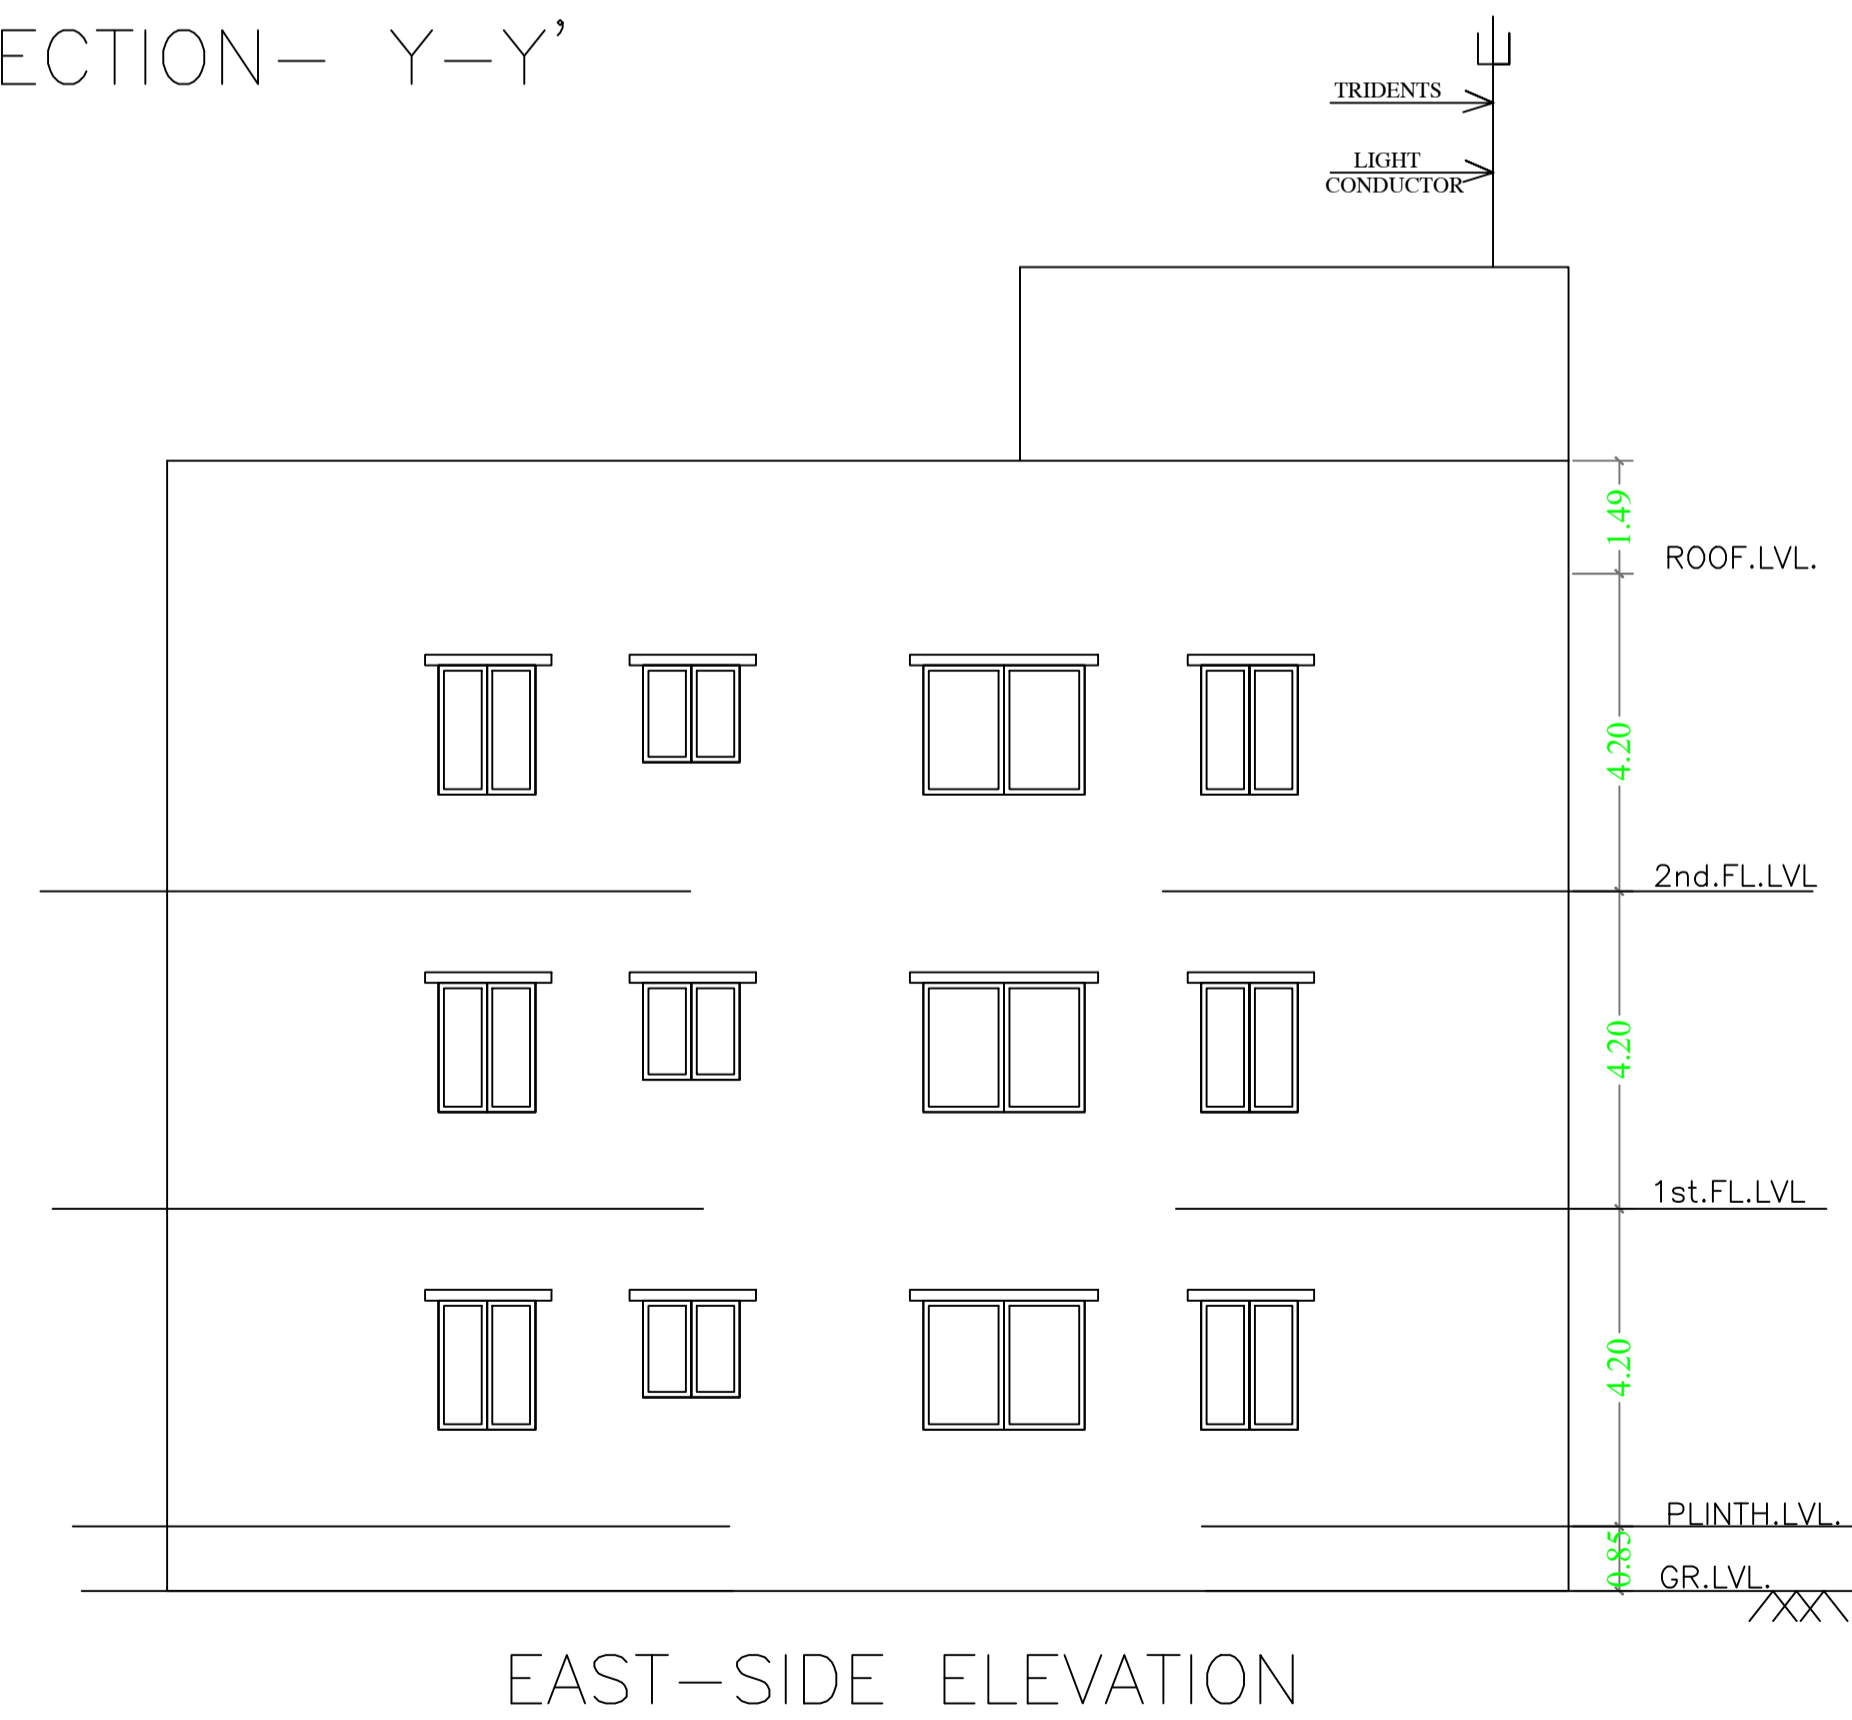 ECTION- Y-Y'
TRIDENTS
LIGHT
CONDUCTOR
1.49
ROOF.LVL.
4.20
2nd.FL.LVL
4.20
1st.FL.LVL
4.20
PLINTH.LVL.
0.85
GR.LVL.
EAST-SIDE ELEVATION